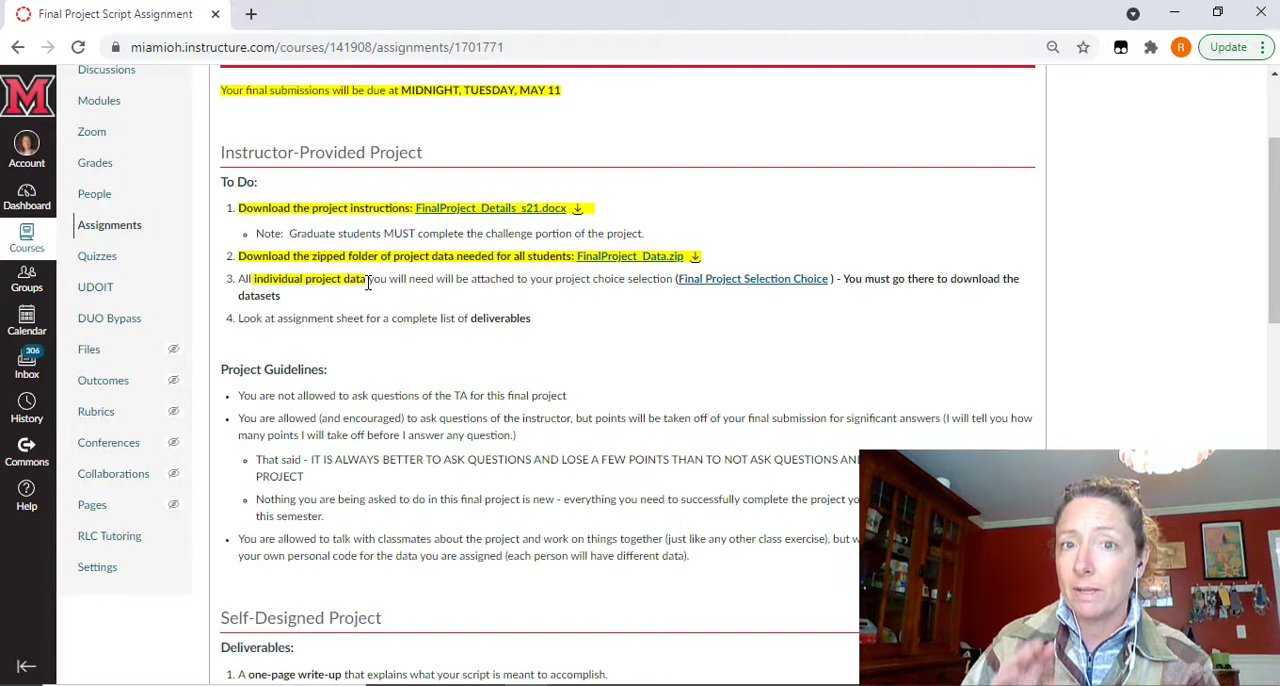 Final Project Script Assignment
miamioh.instructure.com/courses/141908/assignments/1701771
R
Update
Account
Dashboard
Courses
Groups
Calendar
306
Inbox
History
Commons
Help
Discussions
Modules
Zoom
Grades
People
Assignments
Quizzes
UDOIT
DUO Bypass
Files
Outcomes
Rubrics
Conferences
Collaborations
Pages
RLC Tutoring
Settings
Your final submissions will be due at MIDNIGHT, TUESDAY, MAY 11
Instructor-Provided Project
To Do:
1. Download the project instructions: FinalProject_Details_s21.docx
Note: Graduate students MUST complete the challenge portion of the project.
2. Download the zipped folder of project data needed for all students: FinalProject_Data.zip
3. All individual project data you will need will be attached to your project choice selection (Final Project Selection Choice ) - You must go there to download the
datasets
4. Look at assignment sheet for a complete list of deliverables
Project Guidelines:
You are not allowed to ask questions of the TA for this final project
You are allowed (and encouraged) to ask questions of the instructor, but points will be taken off of your final submission for significant answers (I will tell you how
many points I will take off before I answer any question.)
That said - IT IS ALWAYS BETTER TO ASK QUESTIONS AND LOSE A FEW POINTS THAN TO NOT ASK QUESTIONS AND
PROJECT
Nothing you are being asked to do in this final project is new - everything you need to successfully complete the project yo
this semester.
You are allowed to talk with classmates about the project and work on things together (just like any other class exercise), but w
your own personal code for the data you are assigned (each person will have different data).
Self-Designed Project
Deliverables:
1. A one-page write-up that explains what your script is meant to accomplish.